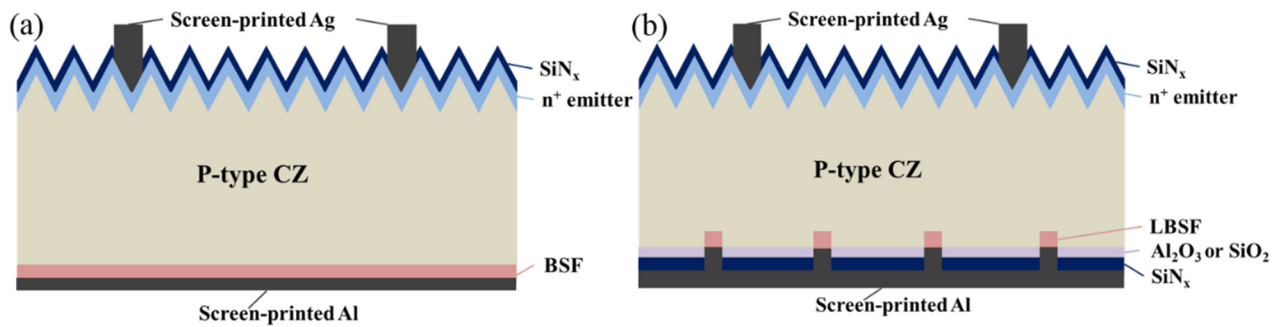 (a)
Screen-printed Ag
SiNₓ
n⁺ emitter
P-type CZ
BSF
Screen-printed Al
(b)
Screen-printed Ag
SiNₓ
n⁺ emitter
P-type CZ
LBSF
Al₂O₃ or SiO₂
SiNₓ
Screen-printed Al